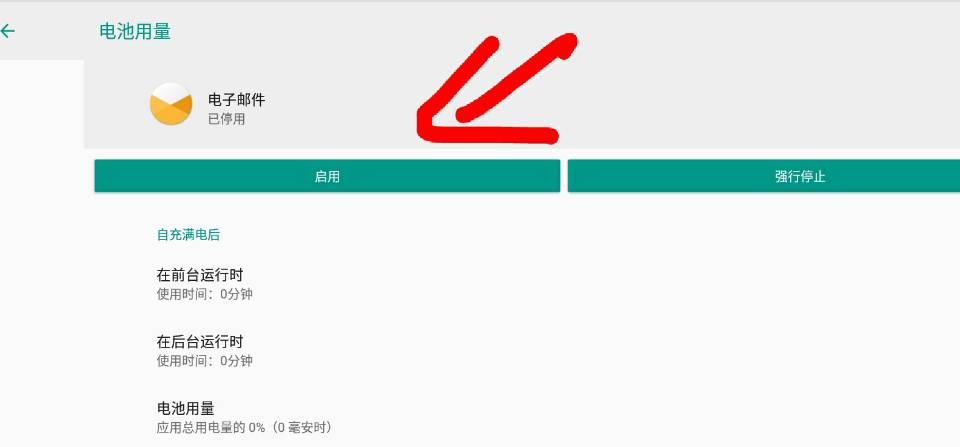 电池用量
电子邮件
已停用
启用
强行停止
自充满电后
在前台运行时
使用时间：0分钟
在后台运行时
使用时间：0分钟
电池用量
应用总用电量的 0%（0 毫安时）